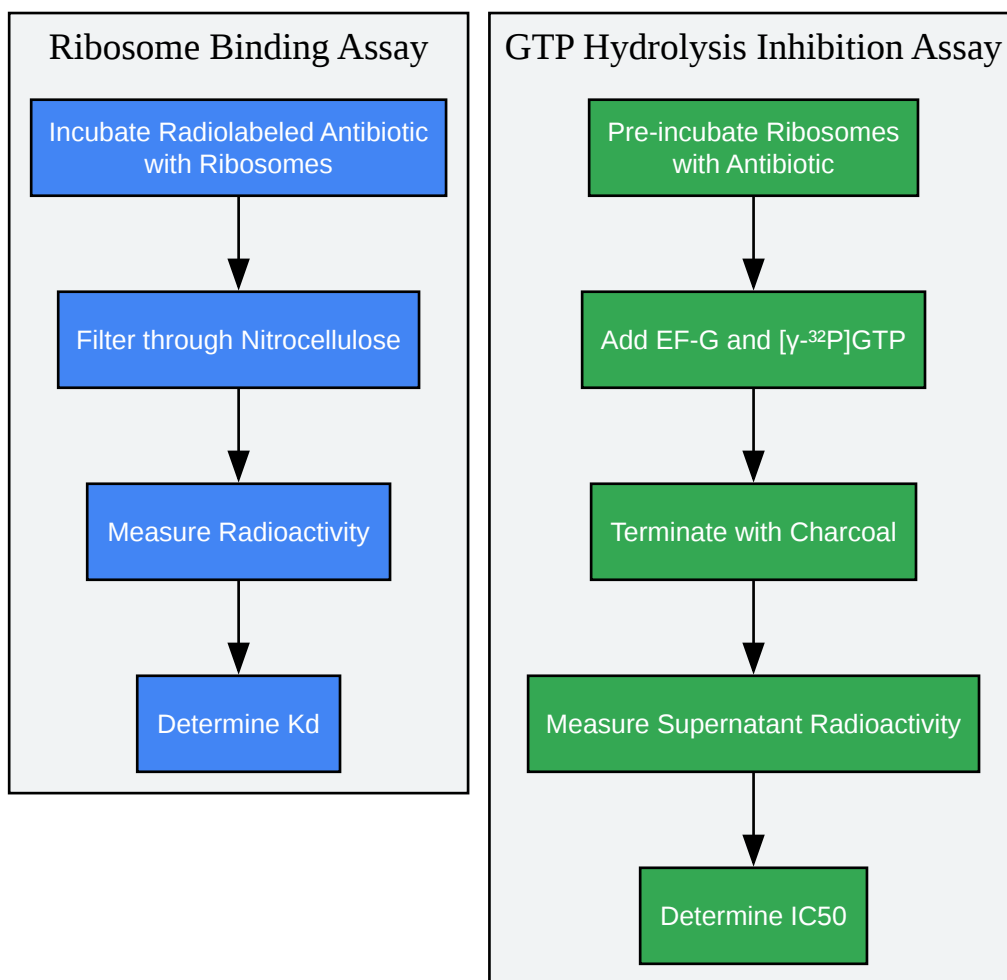 Ribosome Binding Assay
Incubate Radiolabeled Antibiotic
with Ribosomes
Filter through Nitrocellulose
Measure Radioactivity
Determine Kd
GTP Hydrolysis Inhibition Assay
Pre-incubate Ribosomes
with Antibiotic
Add EF-G and [γ-³²P]GTP
Terminate with Charcoal
Measure Supernatant Radioactivity
Determine IC50